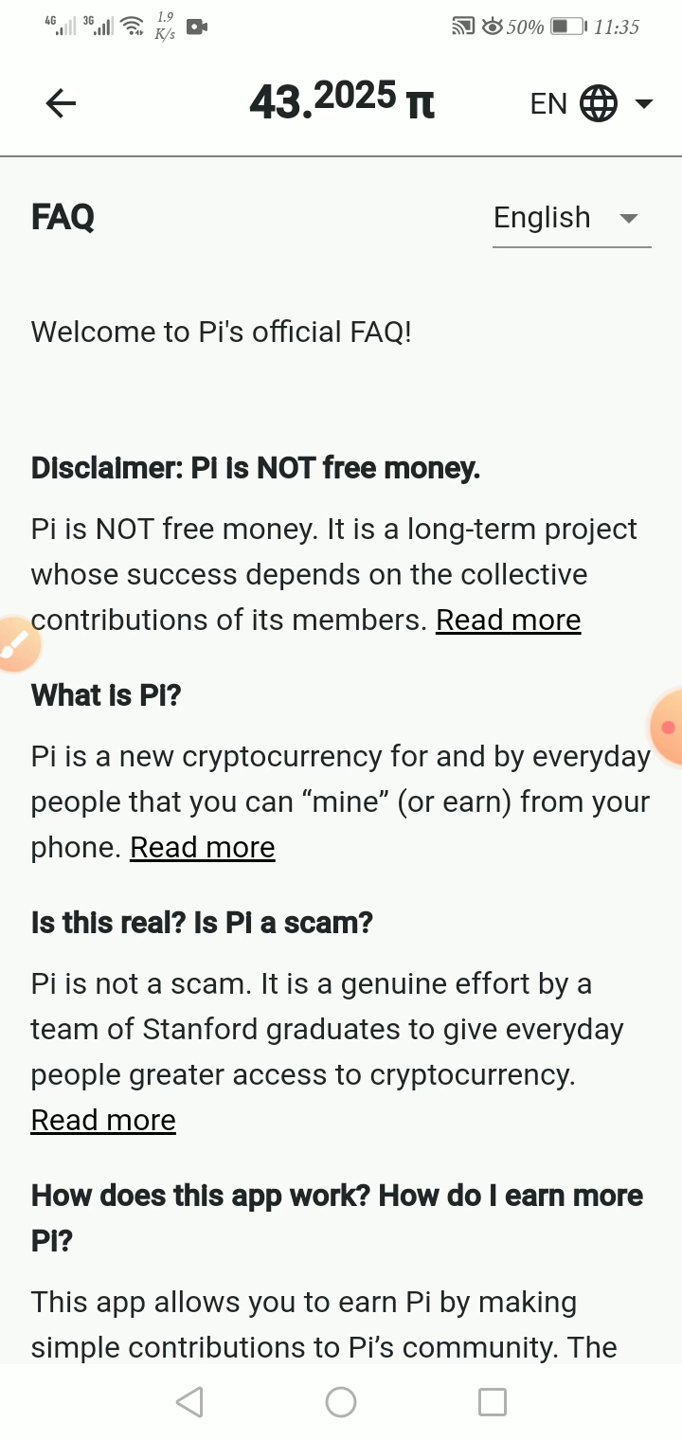 4G 3G 1.9 K/s 50% 11:35
43.2025 π EN
FAQ English
Welcome to Pi's official FAQ!
Disclaimer: Pi is NOT free money.
Pi is NOT free money. It is a long-term project
whose success depends on the collective
contributions of its members. Read more
What is Pi?
Pi is a new cryptocurrency for and by everyday
people that you can “mine” (or earn) from your
phone. Read more
Is this real? Is Pi a scam?
Pi is not a scam. It is a genuine effort by a
team of Stanford graduates to give everyday
people greater access to cryptocurrency.
Read more
How does this app work? How do I earn more
Pi?
This app allows you to earn Pi by making
simple contributions to Pi’s community. The